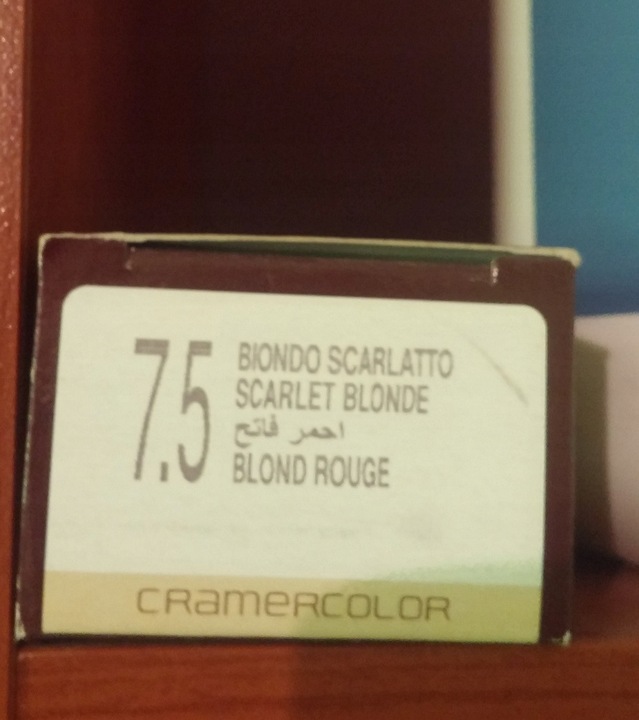 7.5
BIONDO SCARLATTO
SCARLET BLONDE
احمر فاتح
BLOND ROUGE
CRAMERCOLOR